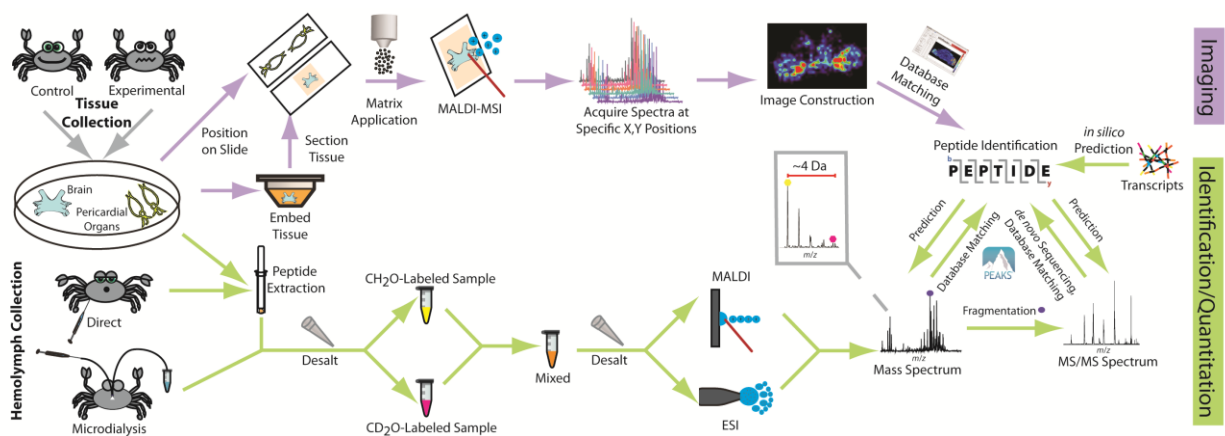 Control
Experimental
Tissue
Collection
Position
on Slide
Section
Tissue
Matrix
Application
MALDI-MSI
Acquire Spectra at
Specific X,Y Positions
Image Construction
Database
Matching
Imaging
Brain
Pericardial
Organs
Embed
Tissue
Peptide Identification
b
PEPTIDE
y
in silico
Prediction
Transcripts
~4 Da
m/z
Prediction
Database Matching
de novo Sequencing,
Database Matching
Prediction
PEAKS
Identification/Quantitation
Hemolymph Collection
Direct
Microdialysis
Peptide
Extraction
Desalt
CH2O-Labeled Sample
CD2O-Labeled Sample
Mixed
Desalt
MALDI
ESI
m/z
Mass Spectrum
Fragmentation
m/z
MS/MS Spectrum